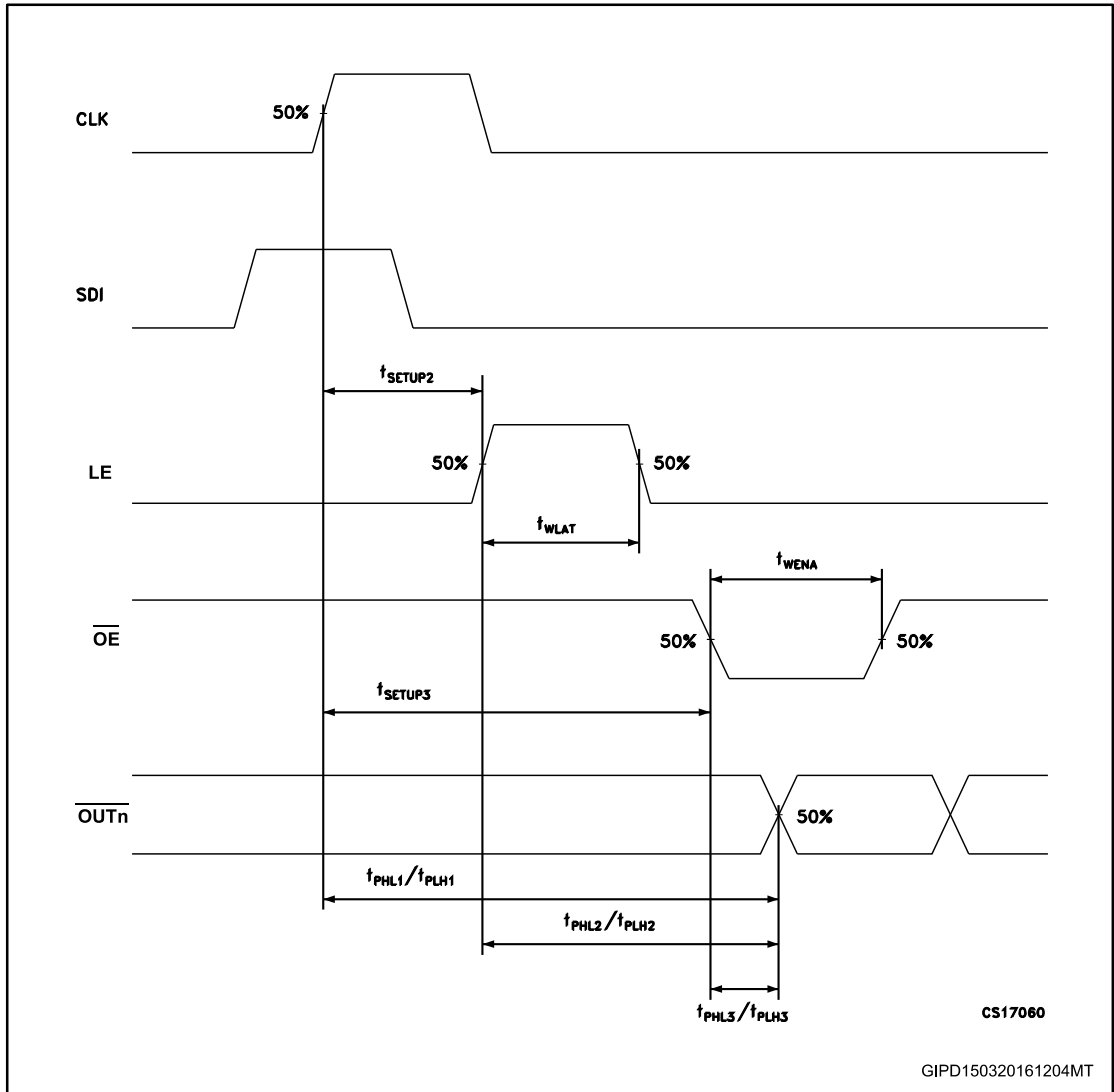 50%
CLK
SDI
tSETUP2
LE
50%
50%
tWLAT
tWENA
OE
50%
50%
tSETUP3
OUTn
50%
tPHL1/tPLH1
tPHL2/tPLH2
tPHL3/tPLH3
CS17060
GIPD150320161204MT